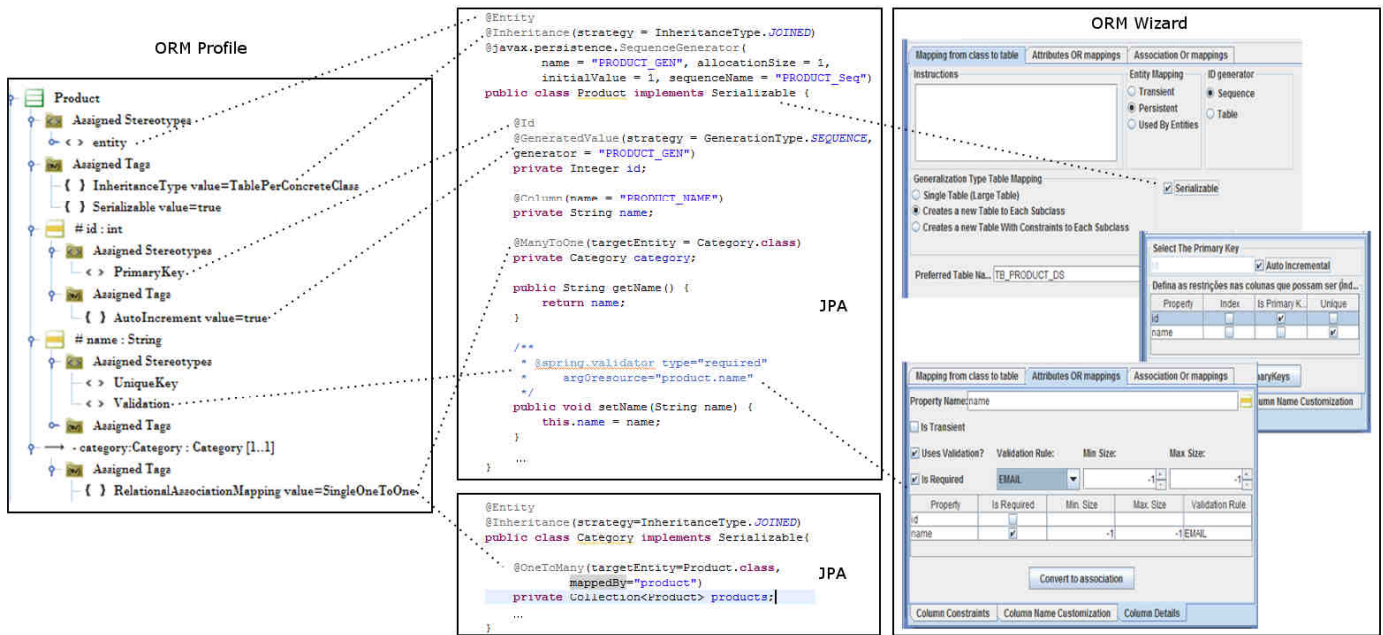 ORM Profile
Product
Assigned Stereotypes
< > entity
Assigned Tags
{ } InheritanceType value=TablePerConcreteClass
{ } Serializable value=true
# id : int
Assigned Stereotypes
< > PrimaryKey
Assigned Tags
{ } AutoIncrement value=true
# name : String
Assigned Stereotypes
< > UniqueKey
< > Validation
Assigned Tags
- category:Category : Category [1..1]
Assigned Tags
{ } RelationalAssociationMapping value=SingleOneToOne
@Entity
@Inheritance(strategy = InheritanceType.JOINED)
@javax.persistence.SequenceGenerator(
name = "PRODUCT_GEN", allocationSize = 1,
initialValue = 1, sequenceName = "PRODUCT_Seq")
public class Product implements Serializable {
@Id
@GeneratedValue(strategy = GenerationType.SEQUENCE,
generator = "PRODUCT_GEN")
private Integer id;
@Column(name = "PRODUCT_NAME")
private String name;
@ManyToOne(targetEntity = Category.class)
private Category category;
public String getName() {
return name;
}
JPA
/**
* @spring.validator type="required"
* arg0resource="product.name"
*/
public void setName(String name) {
this.name = name;
}
...
}
@Entity
@Inheritance(strategy=InheritanceType.JOINED)
public class Category implements Serializable{
@OneToMany(targetEntity=Product.class,
mappedBy="product")
private Collection<Product> products;
...
}
JPA
ORM Wizard
Mapping from class to table Attributes OR mappings Association Or mappings
Instructions
Entity Mapping
Transient
Persistent
Used By Entities
ID generator
Sequence
Table
Generalization Type Table Mapping
Single Table (Large Table)
Creates a new Table to Each Subclass
Creates a new Table With Constraints to Each Subclass
Serializable
Preferred Table Na... TB_PRODUCT_DS
Select The Primary Key
id
Auto Incremental
Defina as restrições nas colunas que possam ser (Índ...
Property Index Is Primary K... Unique
id
name
aryKeys
umn Name Customization
Mapping from class to table Attributes OR mappings Association Or mappings
Property Name: name
Is Transient
Uses Validation? Validation Rule: Min Size: Max Size:
Is Required EMAIL -1 -1
Property Is Required Min. Size Max. Size Validation Rule
id
name -1 -1 EMAIL
Convert to association
Column Constraints Column Name Customization Column Details